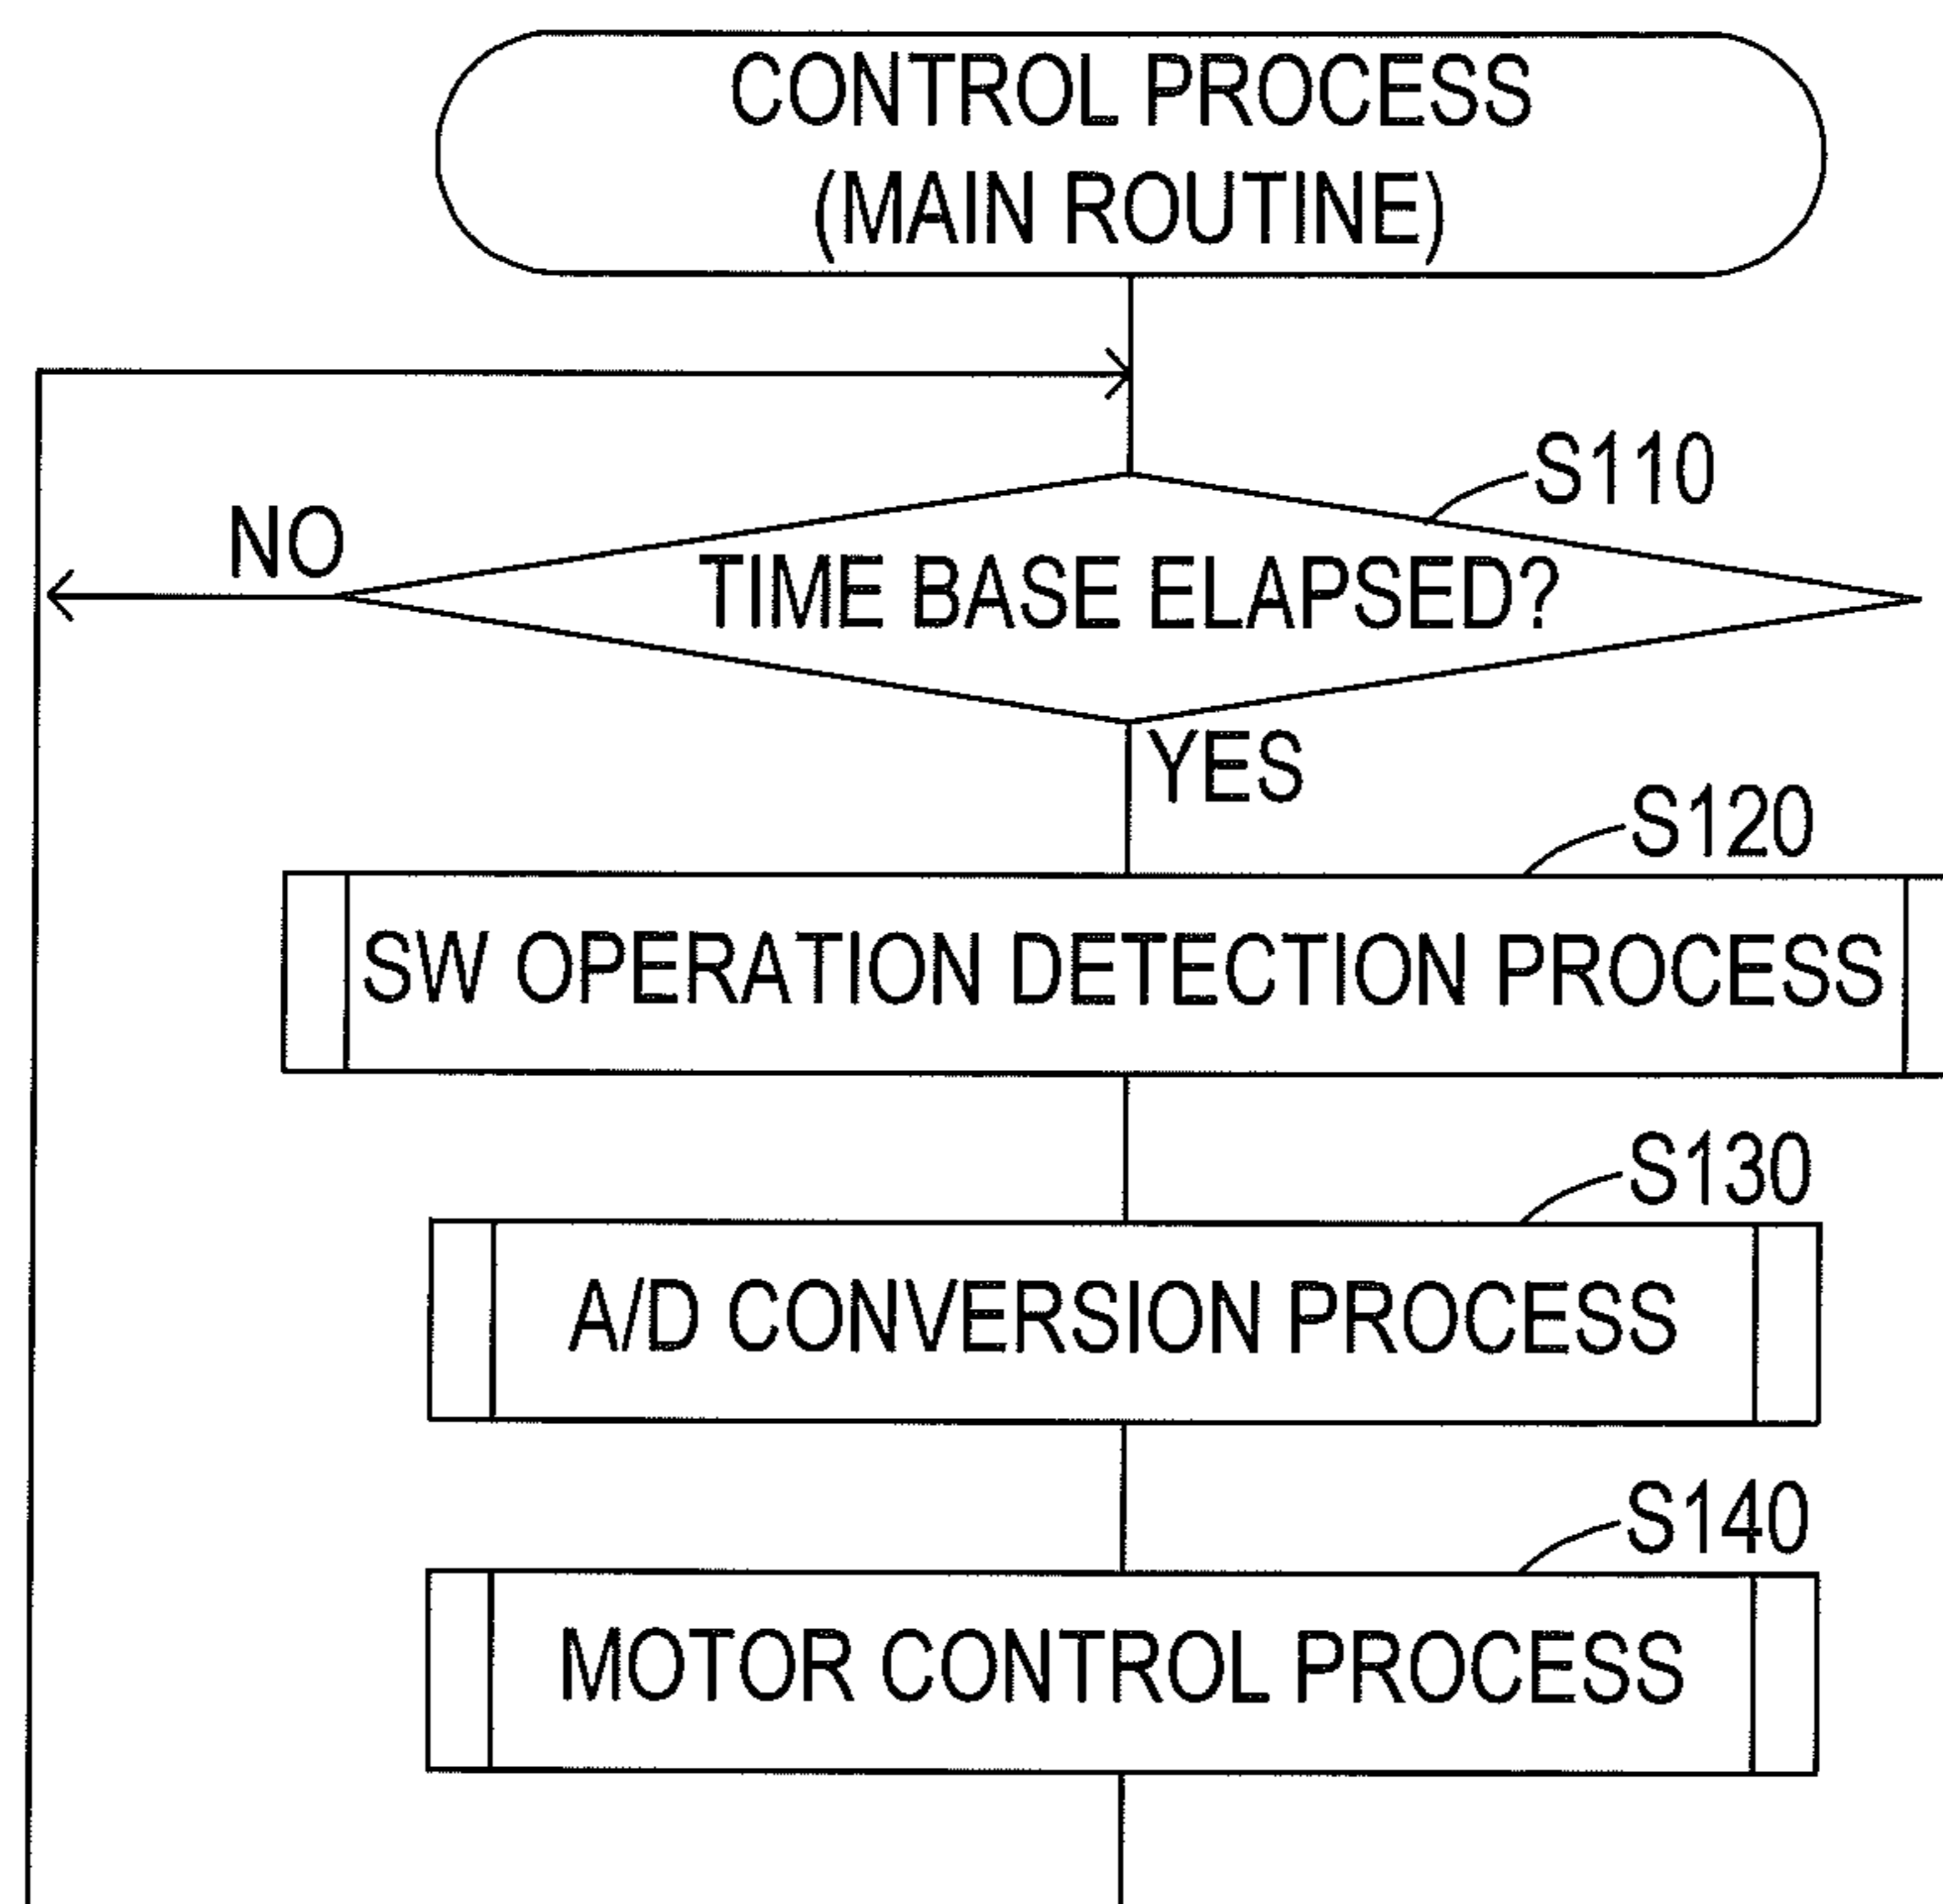 CONTROL PROCESS
(MAIN ROUTINE)
S110
NO
TIME BASE ELAPSED?
YES
S120
SW OPERATION DETECTION PROCESS
S130
A/D CONVERSION PROCESS
S140
MOTOR CONTROL PROCESS